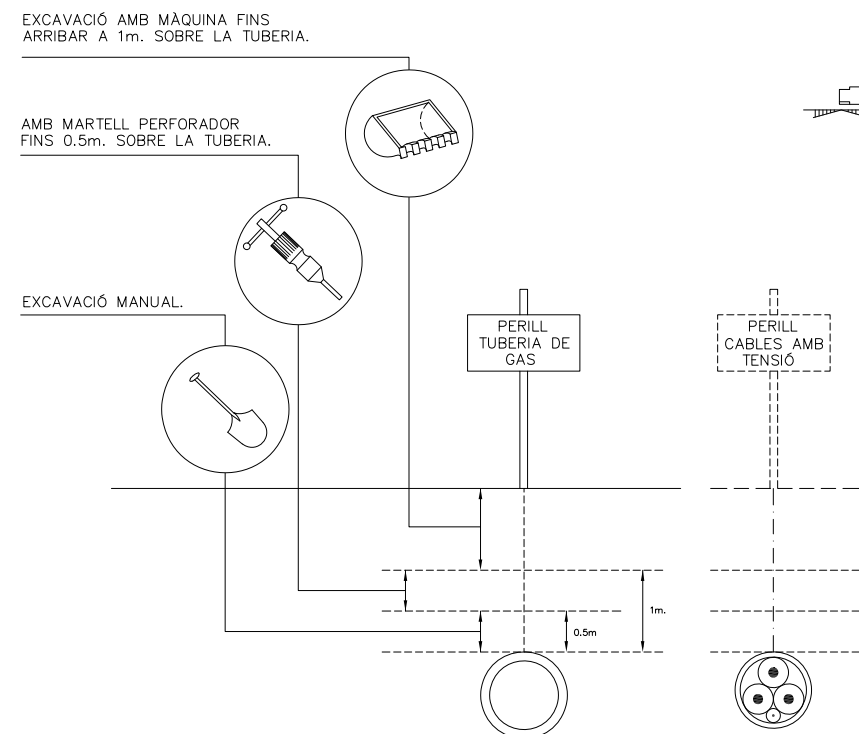 EXCAVACIÓ AMB MÀQUINA FINS
ARRIBAR A 1m. SOBRE LA TUBERIA.
AMB MARTELL PERFORADOR
FINS 0.5m. SOBRE LA TUBERIA.
EXCAVACIÓ MANUAL.
PERILL
TUBERIA DE
GAS
PERILL
CABLES AMB
TENSIÓ
1m.
0.5m